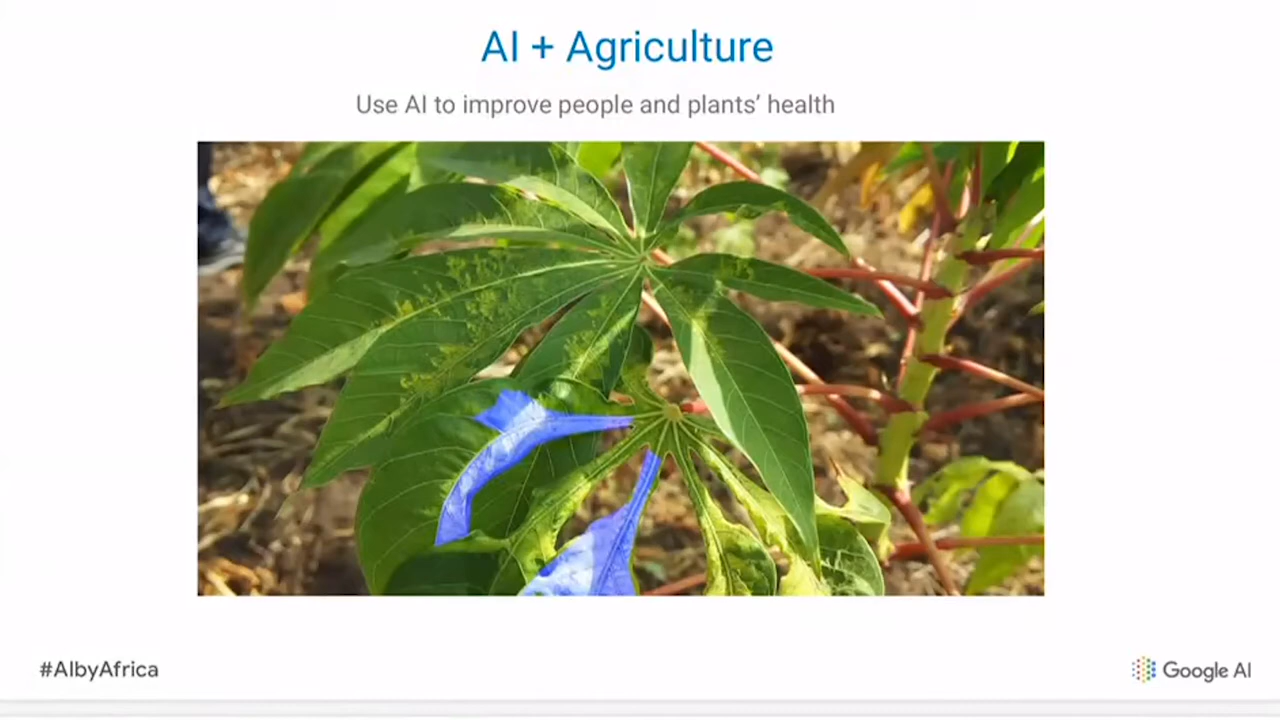 AI + Agriculture
Use AI to improve people and plants’ health
#AIbyAfrica
Google AI